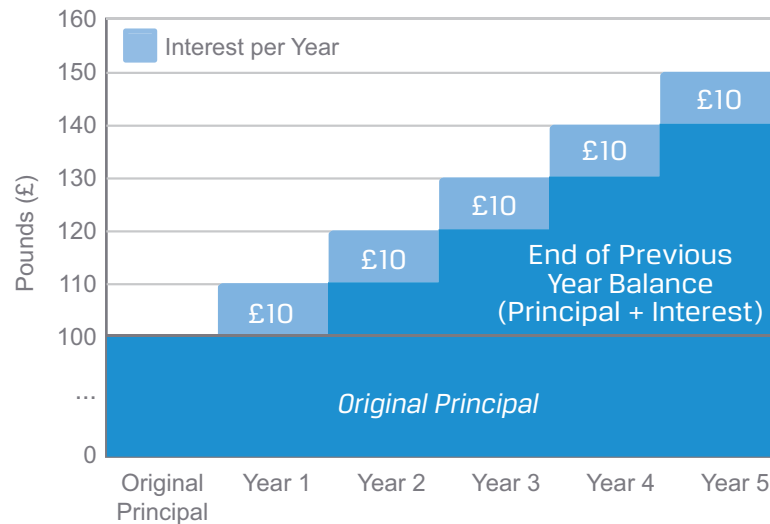 160
Interest per Year
150
£10
140
£10
130
£10
120
£10
End of Previous
Year Balance
(Principal + Interest)
110
£10
100
Pounds (£)
...
Original Principal
0
Original
Principal
Year 1
Year 2
Year 3
Year 4
Year 5